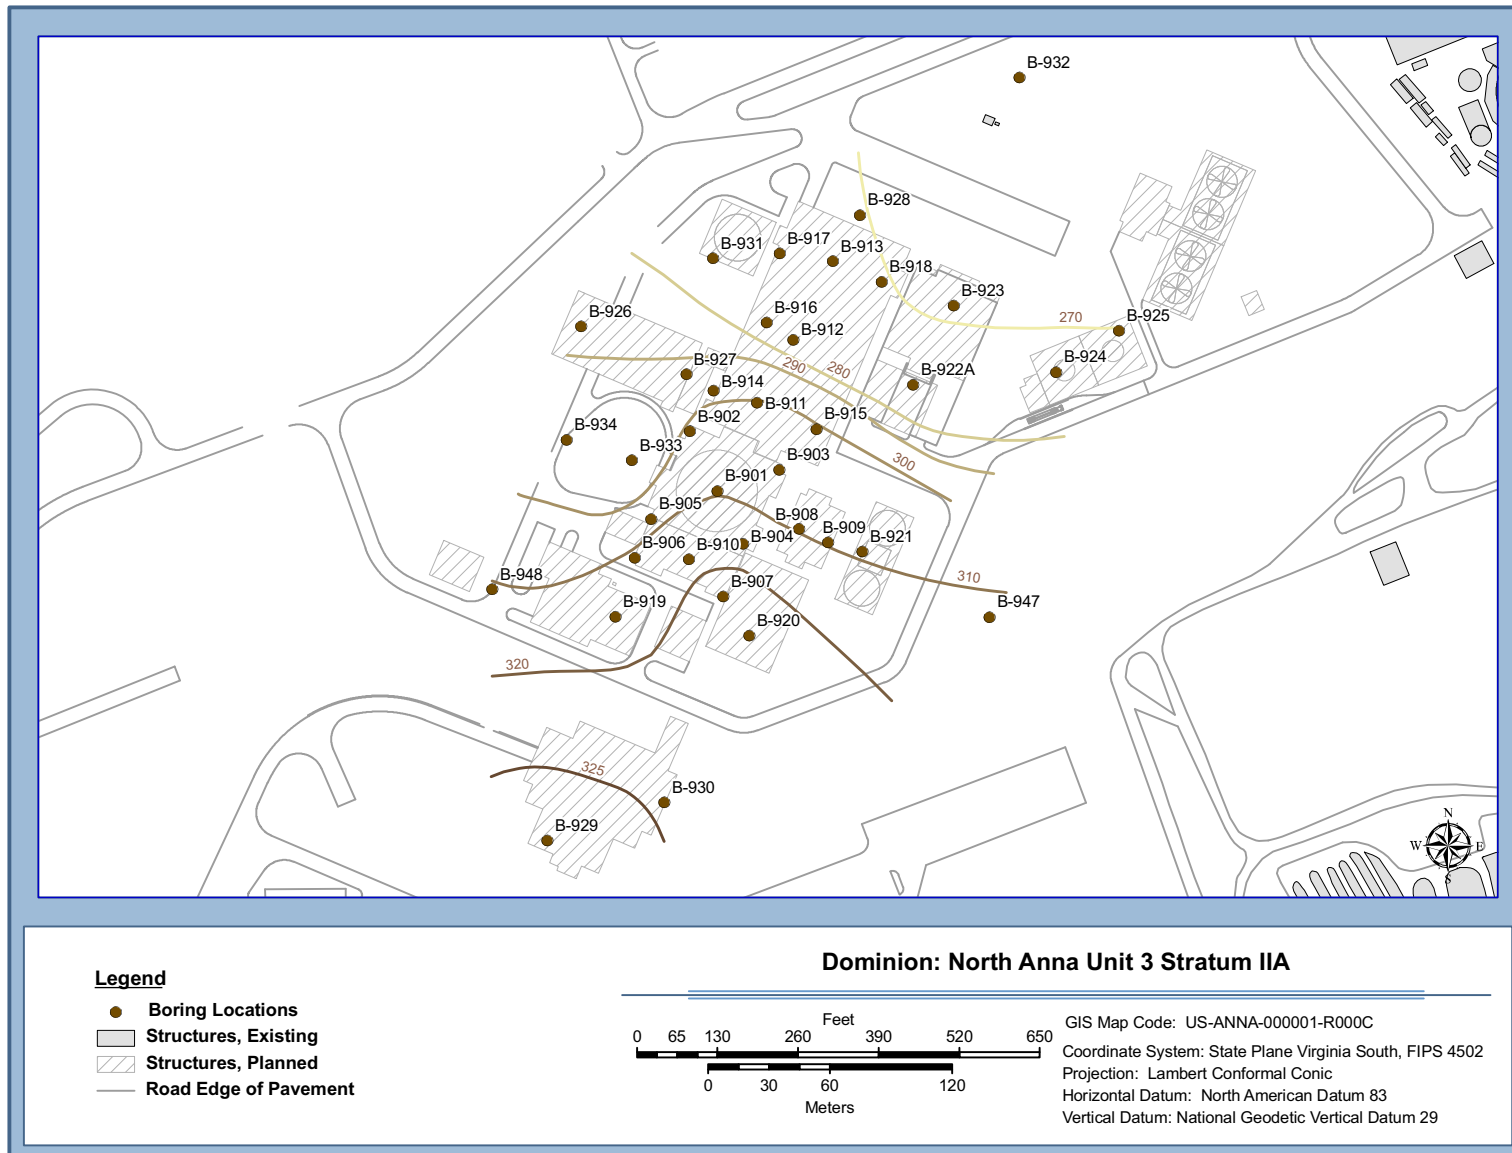 B-932
B-928
B-931
B-917
B-913
B-918
B-923
B-926
B-916
B-912
270
B-925
B-927
290
280
B-922A
B-924
B-914
B-911
B-934
B-902
B-915
B-933
B-903
300
B-901
B-905
B-908
B-906
B-910
B-904
B-909
B-921
B-948
B-907
310
B-947
B-919
B-920
320
325
B-930
B-929
N
W
E
S
Dominion: North Anna Unit 3 Stratum IIA
Legend
Boring Locations
Structures, Existing
Structures, Planned
Road Edge of Pavement
Feet
0 65 130 260 390 520 650
0 30 60 120
Meters
GIS Map Code: US-ANNA-000001-R000C
Coordinate System: State Plane Virginia South, FIPS 4502
Projection: Lambert Conformal Conic
Horizontal Datum: North American Datum 83
Vertical Datum: National Geodetic Vertical Datum 29